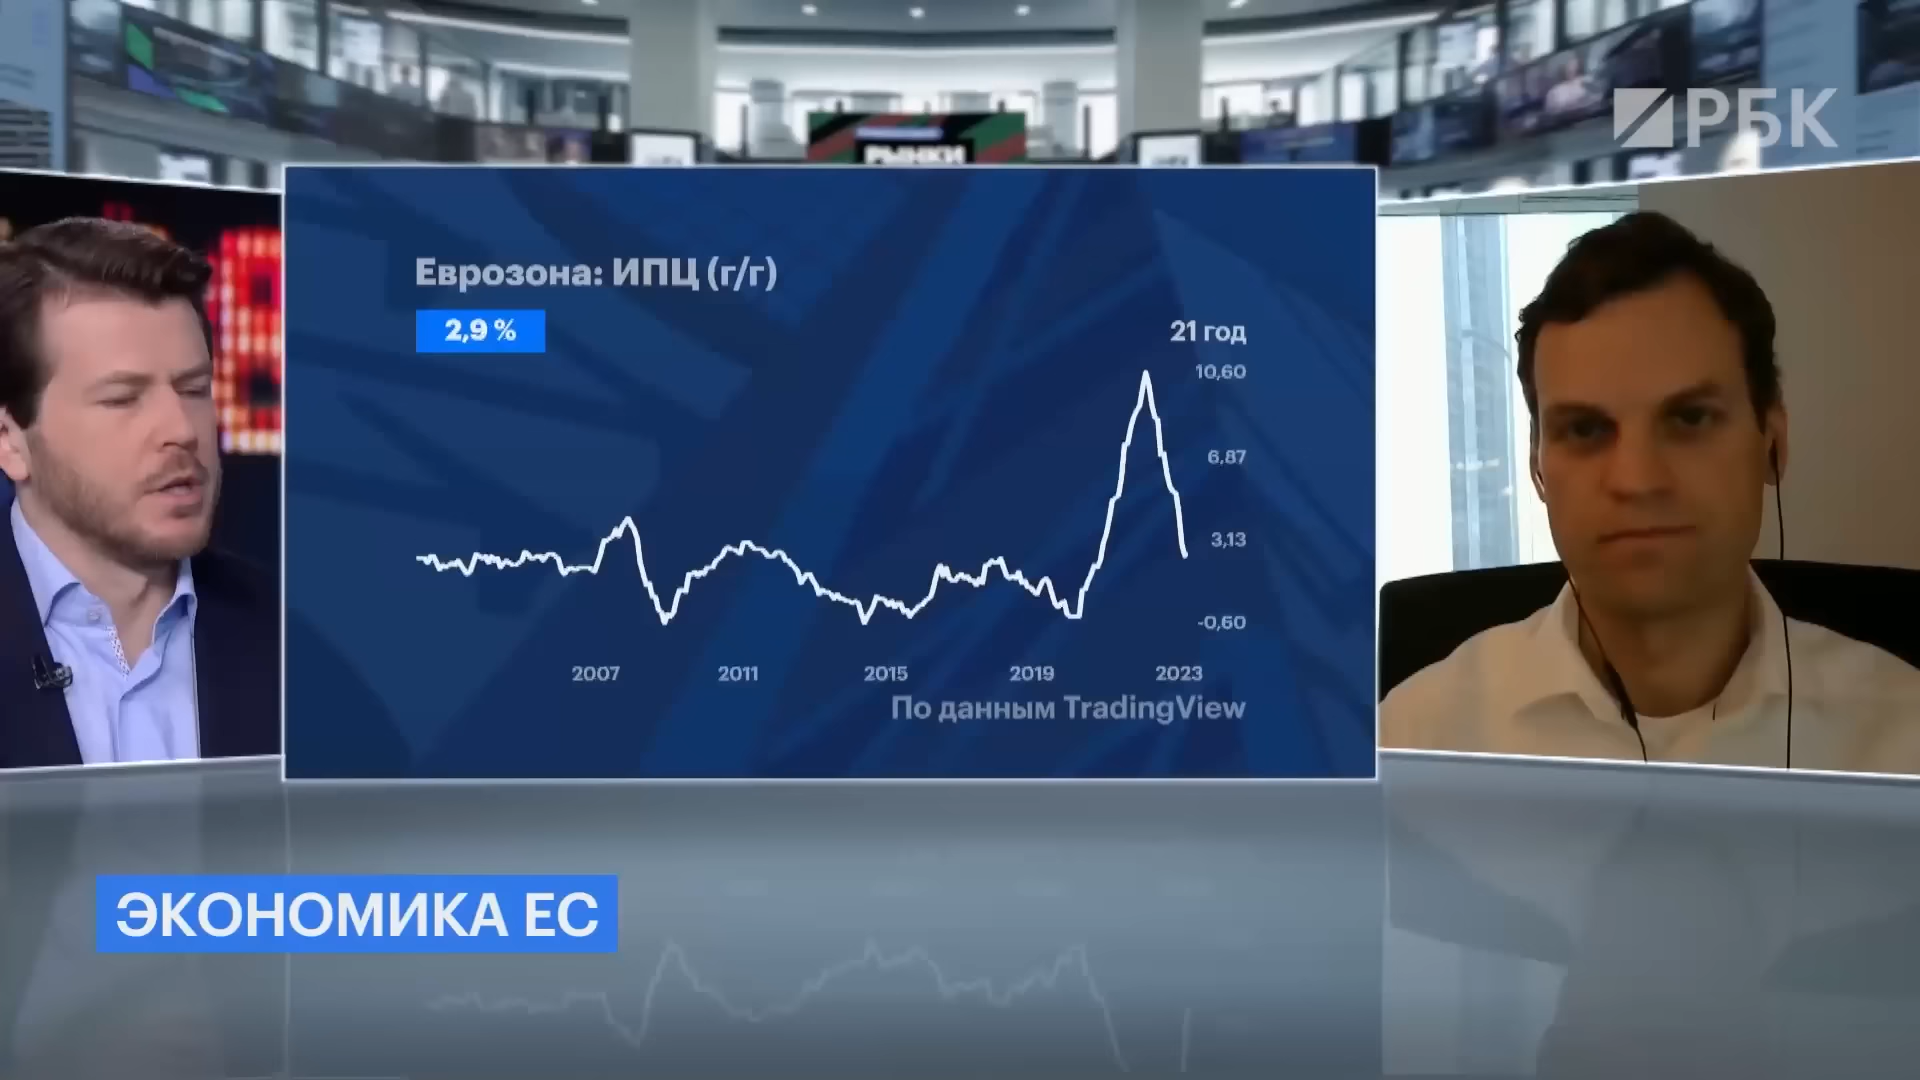 РБК
РЫНКИ
Еврозона: ИПЦ (г/г)
2,9 %
21 год
10,60
6,87
3,13
-0,60
2007 2011 2015 2019 2023
По данным TradingView
ЭКОНОМИКА ЕС